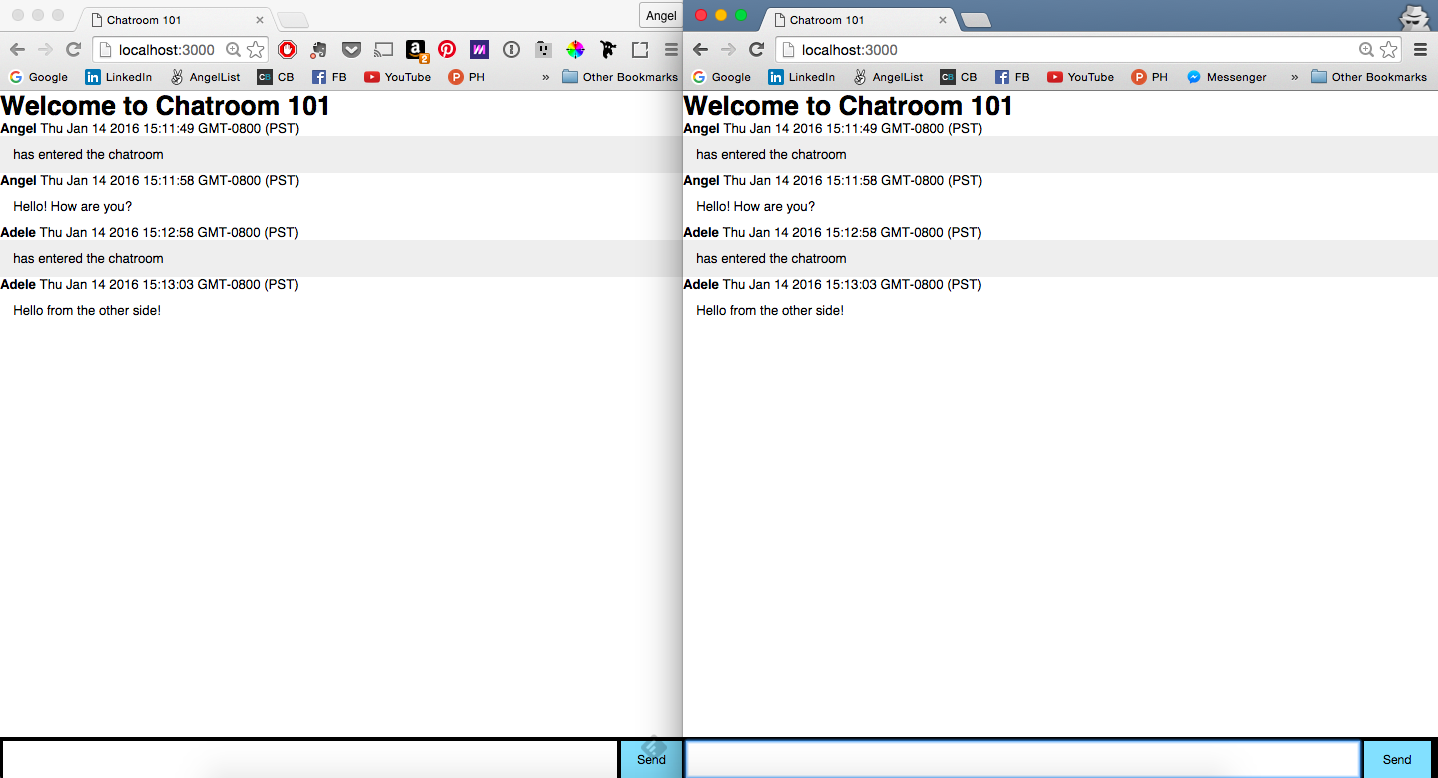 Chatroom 101
Angel
localhost:3000
2
Google LinkedIn AngelList CB CB FB YouTube P PH » Other Bookmarks
Welcome to Chatroom 101
Angel Thu Jan 14 2016 15:11:49 GMT-0800 (PST)
has entered the chatroom
Angel Thu Jan 14 2016 15:11:58 GMT-0800 (PST)
Hello! How are you?
Adele Thu Jan 14 2016 15:12:58 GMT-0800 (PST)
has entered the chatroom
Adele Thu Jan 14 2016 15:13:03 GMT-0800 (PST)
Hello from the other side!
Send
Chatroom 101
localhost:3000
Google LinkedIn AngelList CB CB FB YouTube P PH Messenger » Other Bookmarks
Welcome to Chatroom 101
Angel Thu Jan 14 2016 15:11:49 GMT-0800 (PST)
has entered the chatroom
Angel Thu Jan 14 2016 15:11:58 GMT-0800 (PST)
Hello! How are you?
Adele Thu Jan 14 2016 15:12:58 GMT-0800 (PST)
has entered the chatroom
Adele Thu Jan 14 2016 15:13:03 GMT-0800 (PST)
Hello from the other side!
Send